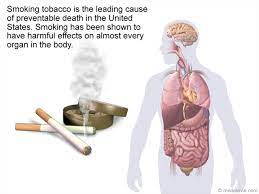 Smoking tobacco is the leading cause
of preventable death in the United
States. Smoking has been shown to
have harmful effects on almost every
organ in the body.